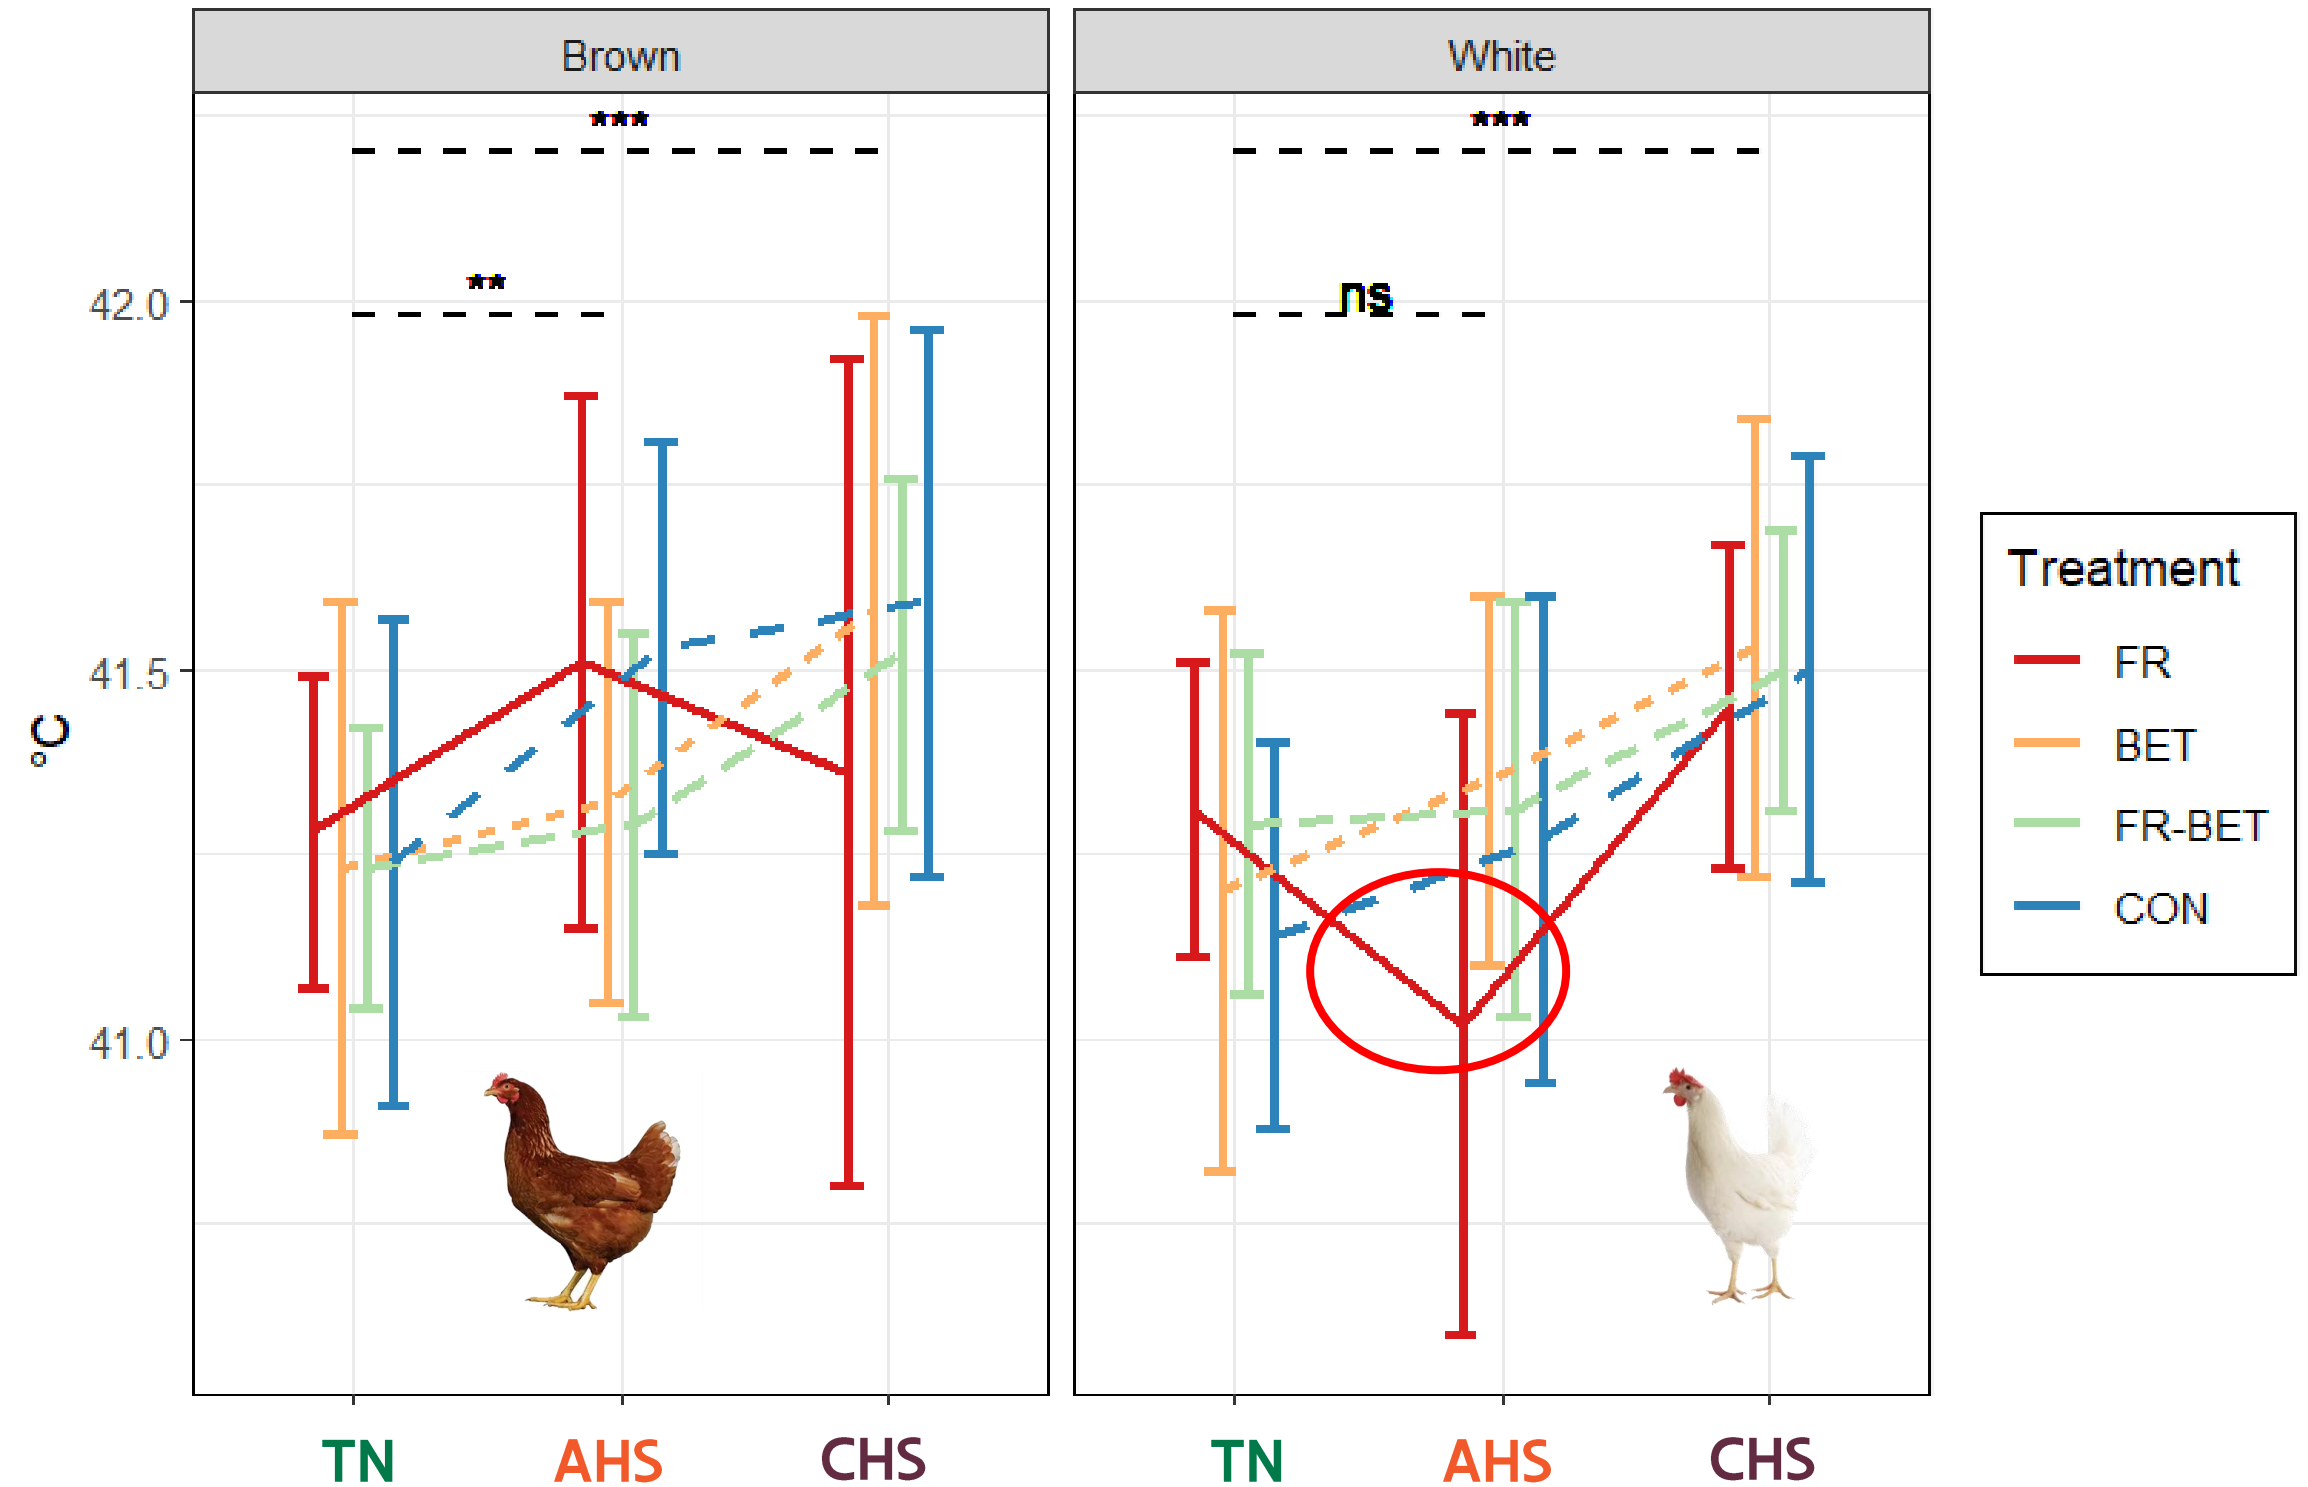 Brown
White
***
***
**
ns
42.0
41.5
41.0
°C
Treatment
FR
BET
FR-BET
CON
TN
AHS
CHS
TN
AHS
CHS